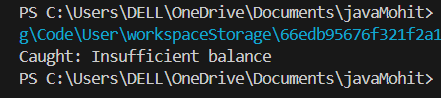 PS C:\Users\DELL\OneDrive\Documents\javaMohit>
g\Code\User\workspaceStorage\66edb95676f321f2a1
Caught: Insufficient balance
PS C:\Users\DELL\OneDrive\Documents\javaMohit>